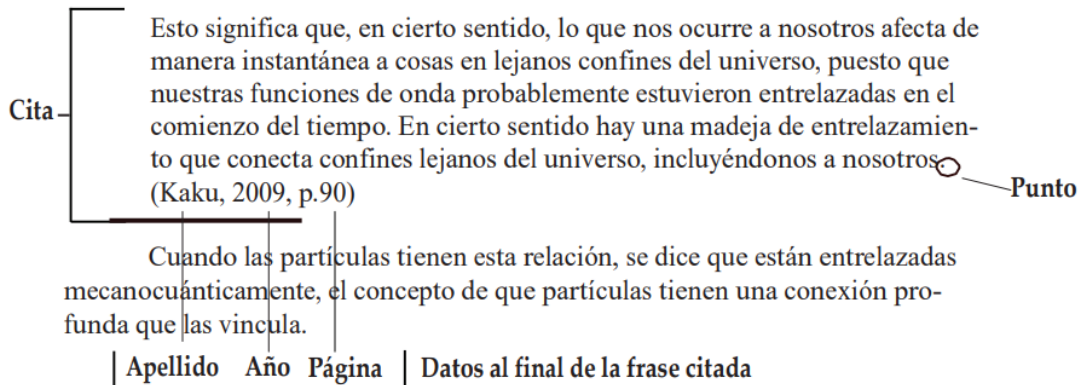 Esto significa que, en cierto sentido, lo que nos ocurre a nosotros afecta de
manera instantánea a cosas en lejanos confines del universo, puesto que
nuestras funciones de onda probablemente estuvieron entrelazadas en el
Cita
comienzo del tiempo. En cierto sentido hay una madeja de entrelazamien-
to que conecta confines lejanos del universo, incluyéndonos a nosotros.
Punto
(Kaku, 2009, p.90)
Cuando las partículas tienen esta relación, se dice que están entrelazadas
mecanocuánticamente, el concepto de que partículas tienen una conexión pro-
funda que las vincula.
Apellido Año Página Datos al final de la frase citada